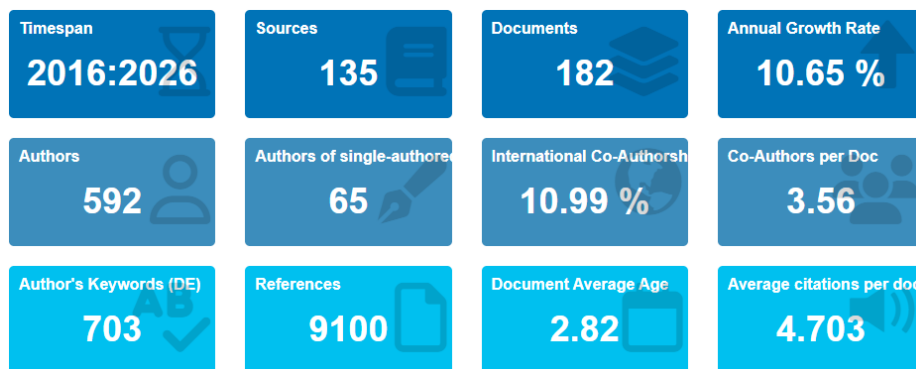 Timespan
2016:2026
Sources
135
Documents
182
Annual Growth Rate
10.65 %
Authors
592
Authors of single-authored
65
International Co-Authorsh
10.99 %
Co-Authors per Doc
3.56
Author's Keywords (DE)
703
References
9100
Document Average Age
2.82
Average citations per doc
4.703